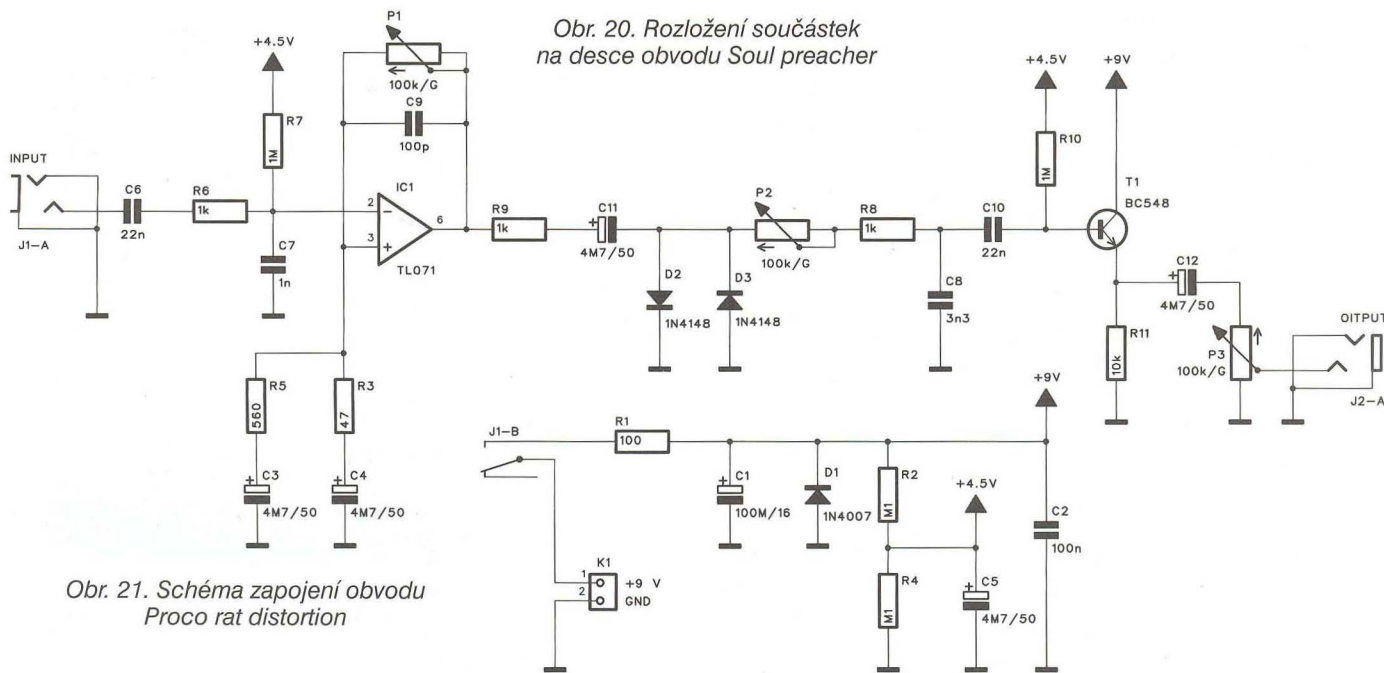 Obr. 20. Rozložení součástek
na desce obvodu Soul preacher
P1
100k/G
C9
100p
+4.5V
R7
1M
INPUT
J1-A
C6
22n
R6
1k
C7
1n
IC1
2
3
6
TL071
R9
1k
C11
+
4M7/50
D2
1N4148
D3
1N4148
P2
100k/G
R8
1k
C8
3n3
C10
22n
+4.5V
R10
1M
+9V
T1
BC548
R11
10k
C12
+
4M7/50
P3
100k/G
OITPUT
J2-A
R5
560
R3
47
C3
+
4M7/50
C4
+
4M7/50
J1-B
R1
100
C1
+
100M/16
D1
1N4007
R2
M1
R4
M1
+4.5V
C5
+
4M7/50
+9V
C2
100n
K1
1
2
+9 V
GND
Obr. 21. Schéma zapojení obvodu
Proco rat distortion